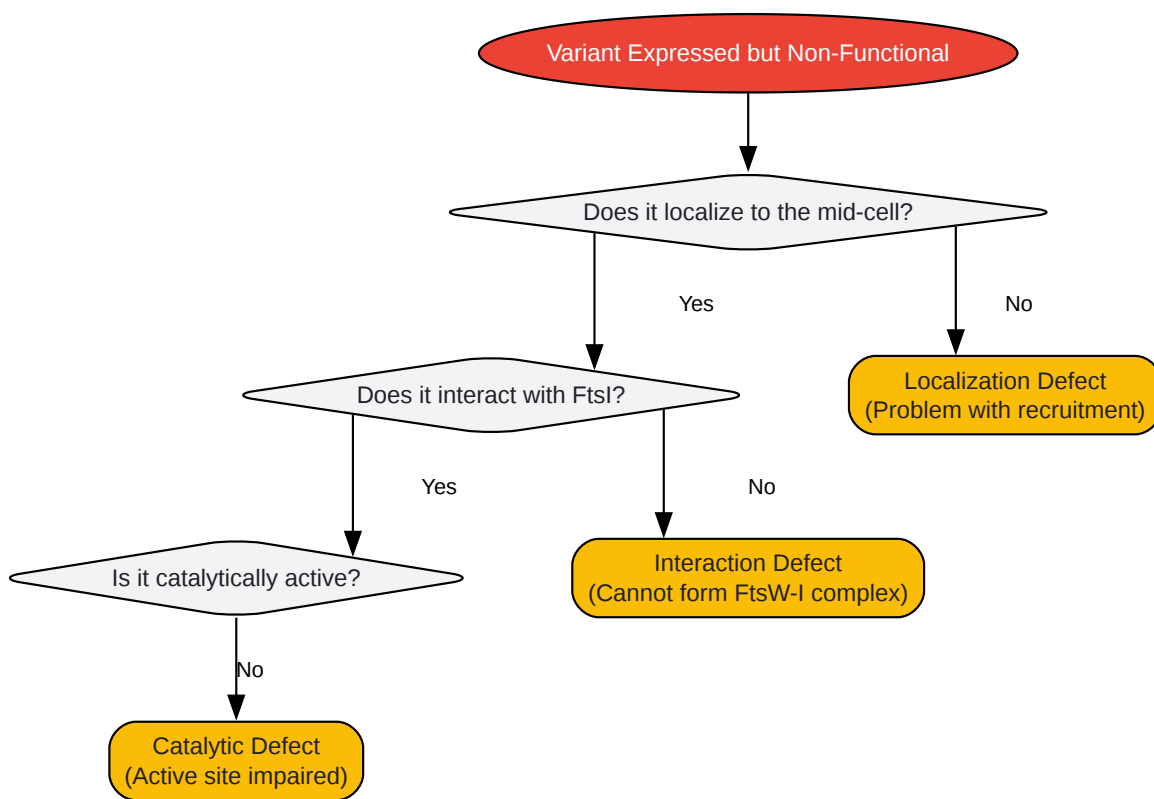 Variant Expressed but Non-Functional
Does it localize to the mid-cell?
Yes
No
Does it interact with FtsI?
Localization Defect
(Problem with recruitment)
Yes
No
Is it catalytically active?
Interaction Defect
(Cannot form FtsW-I complex)
No
Catalytic Defect
(Active site impaired)